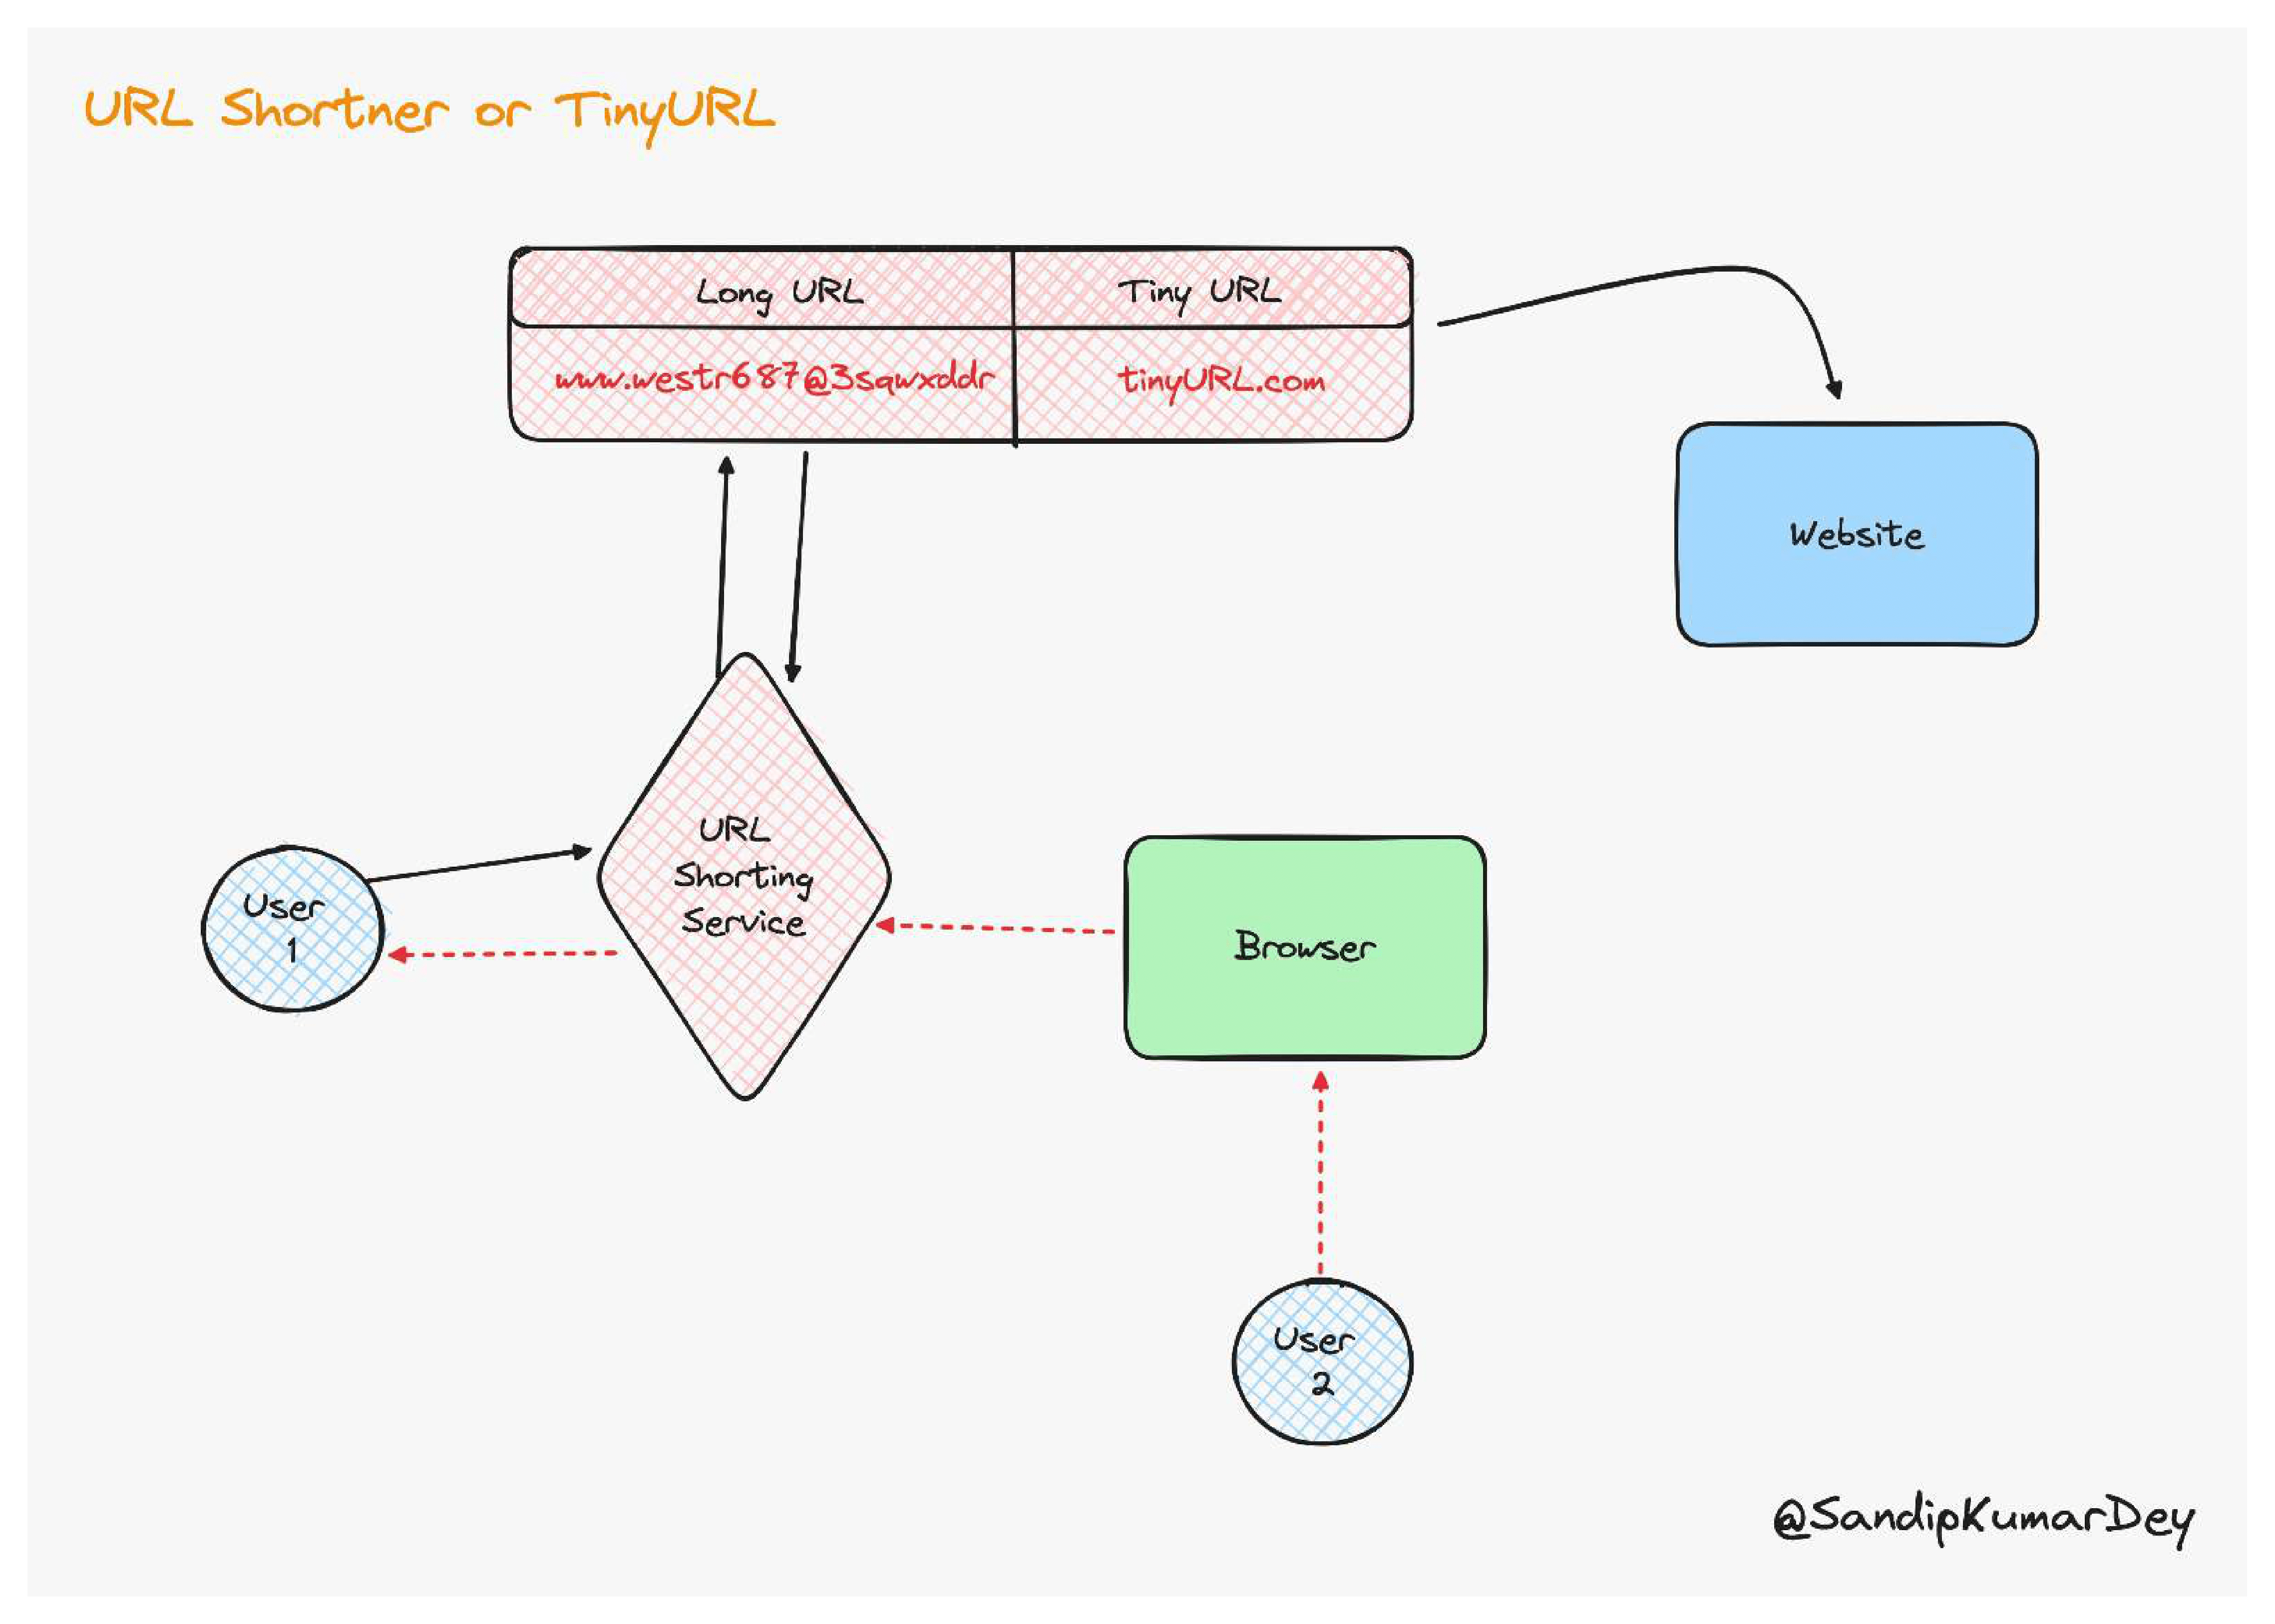 URL Shortner or TinyURL
Long URL
Tiny URL
www.westr687@3sqwxddr
tinyURL.com
Website
URL
Shorting
Service
User
1
Browser
User
2
@SandipKumarDey